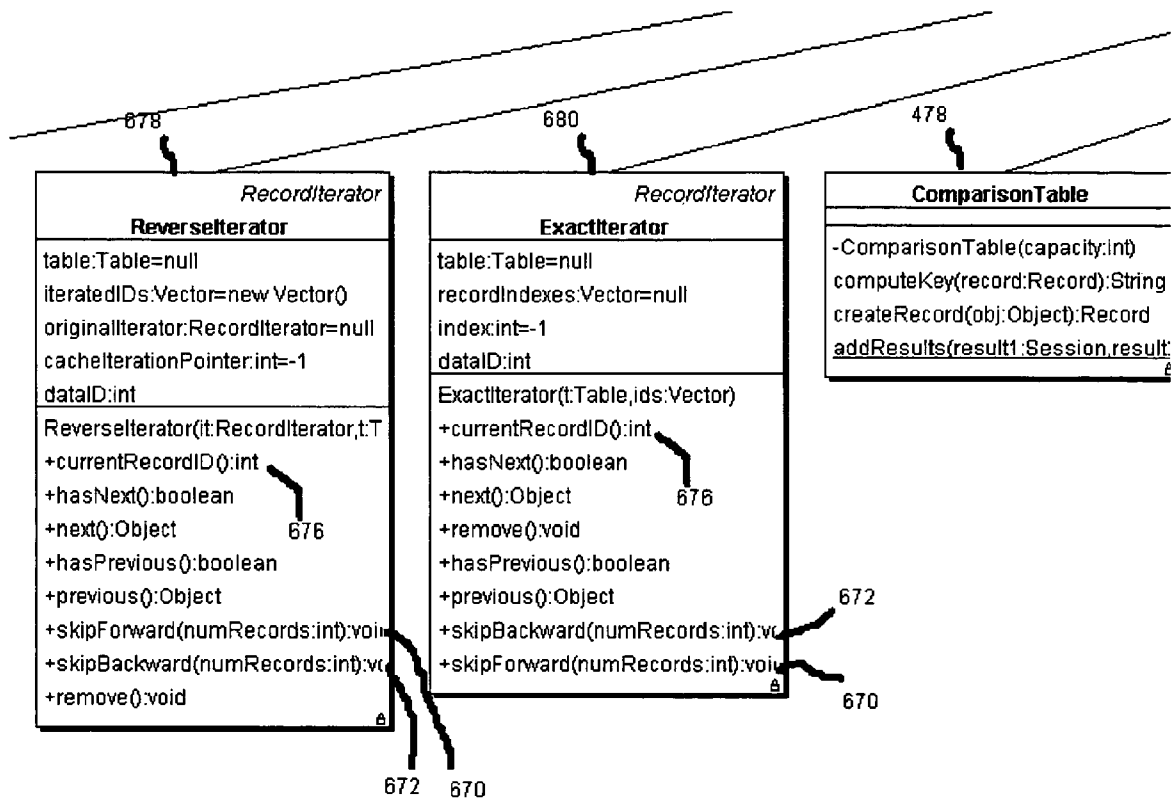 678
680
478
RecordIterator
ReverseIterator
table:Table=null
iteratedIDs:Vector=new Vector()
originalIterator:RecordIterator=null
cacheIterationPointer:int=-1
dataID:int
ReverseIterator(it:RecordIterator,t:T
+currentRecordID():int
+hasNext():boolean
+next():Object
+hasPrevious():boolean
+previous():Object
+skipForward(numRecords:int):voi
+skipBackward(numRecords:int):vo
+remove():void
676
672
670
RecordIterator
ExactIterator
table:Table=null
recordIndexes:Vector=null
index:int=-1
dataID:int
ExactIterator(t:Table,ids:Vector)
+currentRecordID():int
+hasNext():boolean
+next():Object
+remove():void
+hasPrevious():boolean
+previous():Object
+skipBackward(numRecords:int):vo
+skipForward(numRecords:int):voi
676
672
670
ComparisonTable
-ComparisonTable(capacity:int)
computeKey(record:Record):String
createRecord(obj:Object):Record
addResults(result1:Session,result